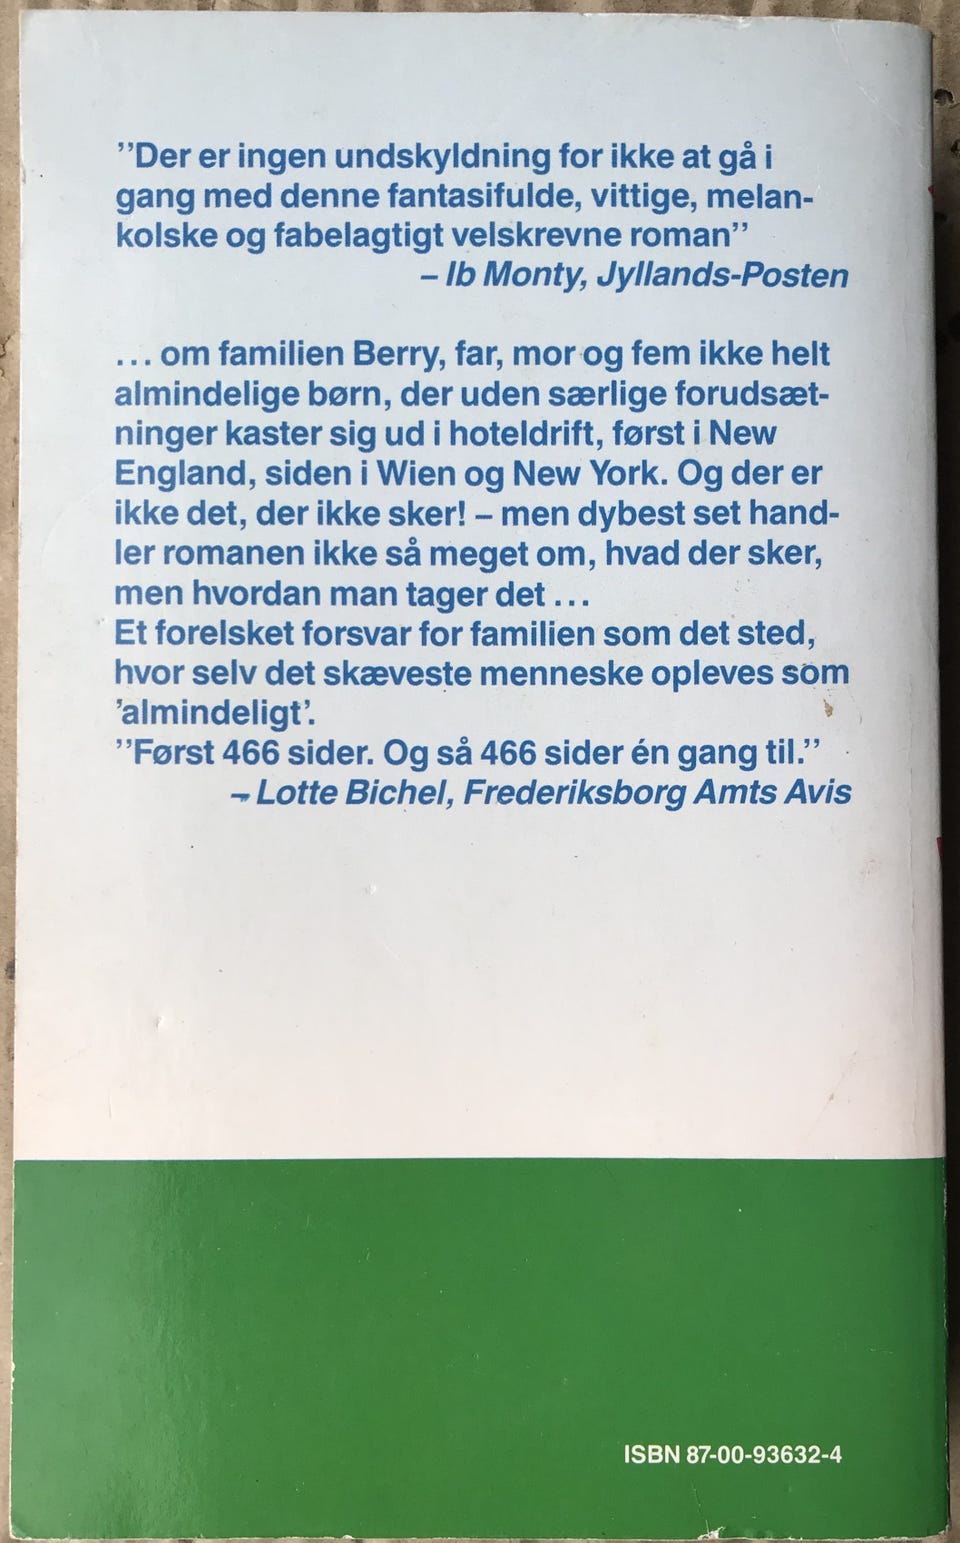 ”Der er ingen undskyldning for ikke at gå i
gang med denne fantasifulde, vittige, melan-
kolske og fabelagtigt velskrevne roman”
– Ib Monty, Jyllands-Posten
... om familien Berry, far, mor og fem ikke helt
almindelige børn, der uden særlige forudsæt-
ninger kaster sig ud i hoteldrift, først i New
England, siden i Wien og New York. Og der er
ikke det, der ikke sker! – men dybest set hand-
ler romanen ikke så meget om, hvad der sker,
men hvordan man tager det ...
Et forelsket forsvar for familien som det sted,
hvor selv det skæveste menneske opleves som
’almindeligt’.
”Først 466 sider. Og så 466 sider én gang til.”
– Lotte Bichel, Frederiksborg Amts Avis
ISBN 87-00-93632-4